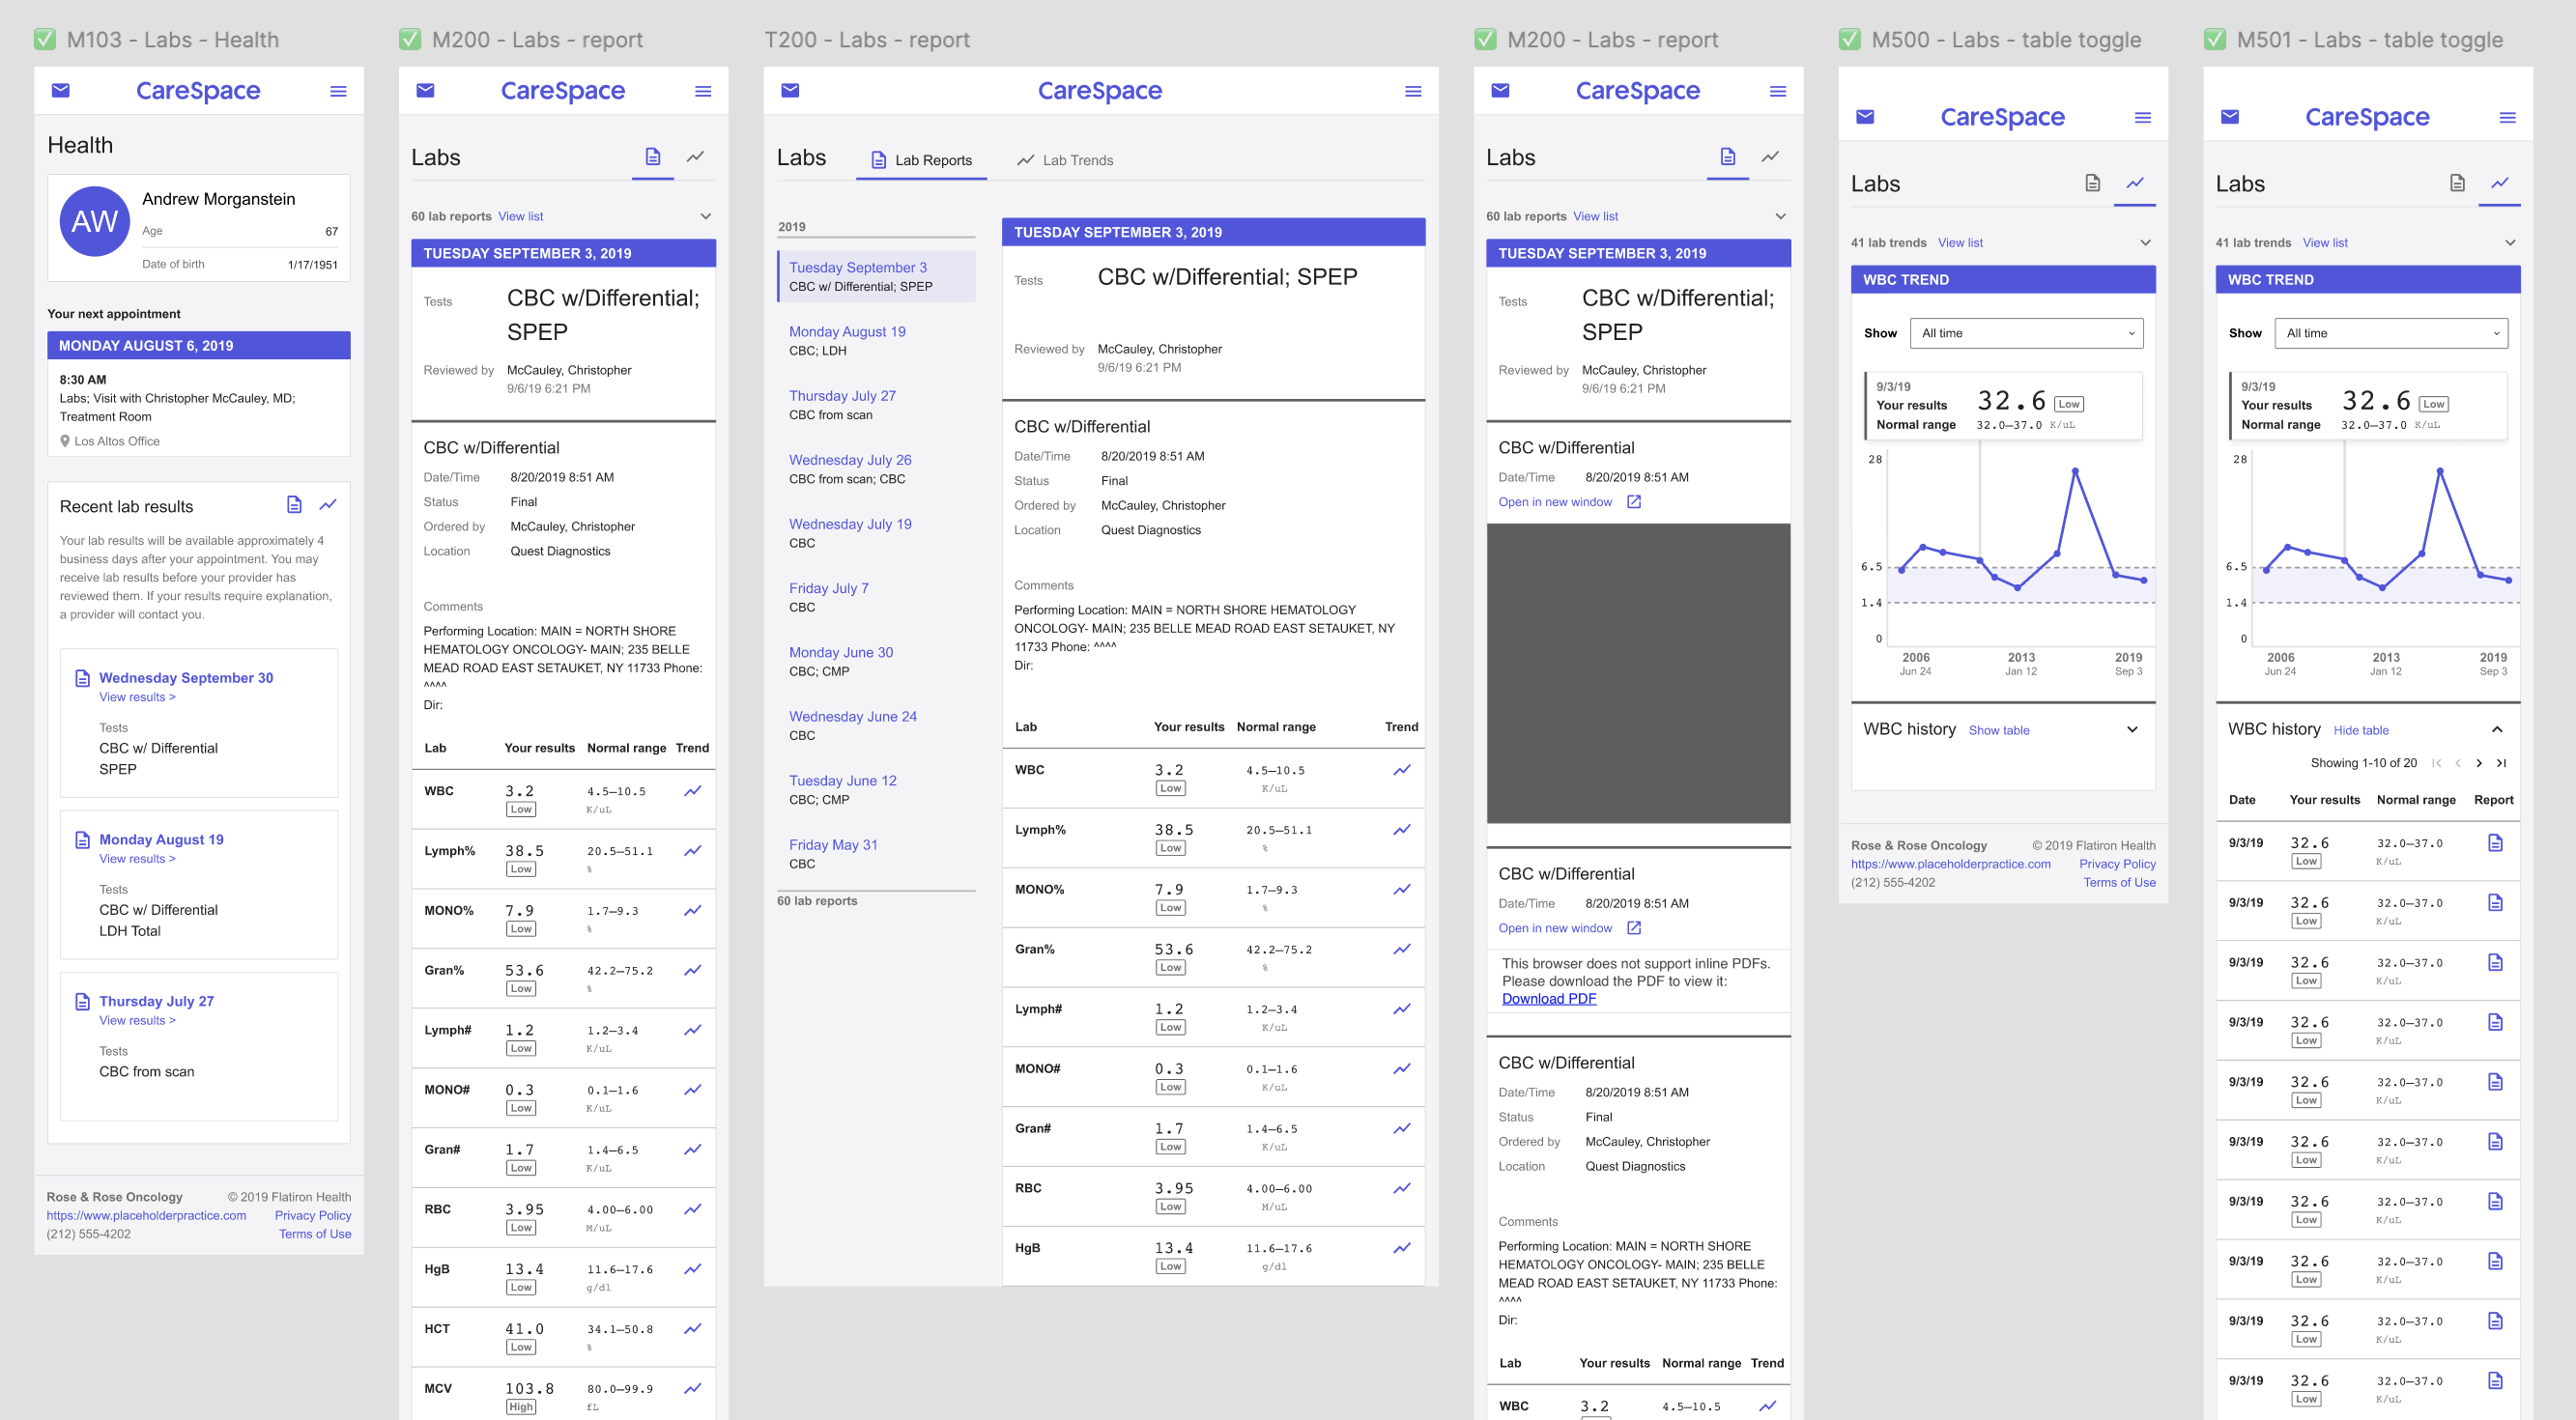 M103 - Labs - Health
CareSpace
Health
AW
Andrew Morganstein
Age 67
Date of birth 1/17/1951
Your next appointment
MONDAY AUGUST 6, 2019
8:30 AM
Labs; Visit with Christopher McCauley, MD;
Treatment Room
Los Altos Office
Recent lab results
Your lab results will be available approximately 4
business days after your appointment. You may
receive lab results before your provider has
reviewed them. If your results require explanation,
a provider will contact you.
Wednesday September 30
View results >
Tests
CBC w/ Differential
SPEP
Monday August 19
View results >
Tests
CBC w/ Differential
LDH Total
Thursday July 27
View results >
Tests
CBC from scan
Rose & Rose Oncology © 2019 Flatiron Health
https://www.placeholderpractice.com Privacy Policy
(212) 555-4202 Terms of Use
M200 - Labs - report
CareSpace
Labs
60 lab reports View list
TUESDAY SEPTEMBER 3, 2019
Tests CBC w/Differential;
SPEP
Reviewed by McCauley, Christopher
9/6/19 6:21 PM
CBC w/Differential
Date/Time 8/20/2019 8:51 AM
Status Final
Ordered by McCauley, Christopher
Location Quest Diagnostics
Comments
Performing Location: MAIN = NORTH SHORE
HEMATOLOGY ONCOLOGY- MAIN; 235 BELLE
MEAD ROAD EAST SETAUKET, NY 11733 Phone:
^^^^
Dir:
Lab Your results Normal range Trend
WBC 3.2 4.5–10.5
Low K/uL
Lymph% 38.5 20.5–51.1
Low %
MONO% 7.9 1.7–9.3
Low %
Gran% 53.6 42.2–75.2
Low %
Lymph# 1.2 1.2–3.4
Low K/uL
MONO# 0.3 0.1–1.6
Low K/uL
Gran# 1.7 1.4–6.5
Low K/uL
RBC 3.95 4.00–6.00
Low M/uL
HgB 13.4 11.6–17.6
Low g/dl
HCT 41.0 34.1–50.8
Low %
MCV 103.8 80.0–99.9
High fL
T200 - Labs - report
CareSpace
Labs Lab Reports Lab Trends
2019
Tuesday September 3
CBC w/ Differential; SPEP
Monday August 19
CBC; LDH
Thursday July 27
CBC from scan
Wednesday July 26
CBC from scan; CBC
Wednesday July 19
CBC
Friday July 7
CBC
Monday June 30
CBC; CMP
Wednesday June 24
CBC
Tuesday June 12
CBC; CMP
Friday May 31
CBC
60 lab reports
TUESDAY SEPTEMBER 3, 2019
Tests CBC w/Differential; SPEP
Reviewed by McCauley, Christopher
9/6/19 6:21 PM
CBC w/Differential
Date/Time 8/20/2019 8:51 AM
Status Final
Ordered by McCauley, Christopher
Location Quest Diagnostics
Comments
Performing Location: MAIN = NORTH SHORE HEMATOLOGY
ONCOLOGY- MAIN; 235 BELLE MEAD ROAD EAST SETAUKET, NY
11733 Phone: ^^^^
Dir:
Lab Your results Normal range Trend
WBC 3.2 4.5–10.5
Low K/uL
Lymph% 38.5 20.5–51.1
Low %
MONO% 7.9 1.7–9.3
Low %
Gran% 53.6 42.2–75.2
Low %
Lymph# 1.2 1.2–3.4
Low K/uL
MONO# 0.3 0.1–1.6
Low K/uL
Gran# 1.7 1.4–6.5
Low K/uL
RBC 3.95 4.00–6.00
Low M/uL
HgB 13.4 11.6–17.6
Low g/dl
M200 - Labs - report
CareSpace
Labs
60 lab reports View list
TUESDAY SEPTEMBER 3, 2019
Tests CBC w/Differential;
SPEP
Reviewed by McCauley, Christopher
9/6/19 6:21 PM
CBC w/Differential
Date/Time 8/20/2019 8:51 AM
Open in new window
CBC w/Differential
Date/Time 8/20/2019 8:51 AM
Open in new window
This browser does not support inline PDFs.
Please download the PDF to view it:
Download PDF
CBC w/Differential
Date/Time 8/20/2019 8:51 AM
Status Final
Ordered by McCauley, Christopher
Location Quest Diagnostics
Comments
Performing Location: MAIN = NORTH SHORE
HEMATOLOGY ONCOLOGY- MAIN; 235 BELLE
MEAD ROAD EAST SETAUKET, NY 11733 Phone:
^^^^
Dir:
Lab Your results Normal range Trend
WBC 3.2 4.5–10.5
M500 - Labs - table toggle
CareSpace
Labs
41 lab trends View list
WBC TREND
Show All time
9/3/19
Your results 32.6 Low
Normal range 32.0–37.0 K/uL
28
6.5
1.4
0
2006 2013 2019
Jun 24 Jan 12 Sep 3
WBC history Show table
Rose & Rose Oncology © 2019 Flatiron Health
https://www.placeholderpractice.com Privacy Policy
(212) 555-4202 Terms of Use
M501 - Labs - table toggle
CareSpace
Labs
41 lab trends View list
WBC TREND
Show All time
9/3/19
Your results 32.6 Low
Normal range 32.0–37.0 K/uL
28
6.5
1.4
0
2006 2013 2019
Jun 24 Jan 12 Sep 3
WBC history Hide table
Showing 1-10 of 20
Date Your results Normal range Report
9/3/19 32.6 32.0–37.0
Low K/uL
9/3/19 32.6 32.0–37.0
Low K/uL
9/3/19 32.6 32.0–37.0
Low K/uL
9/3/19 32.6 32.0–37.0
Low K/uL
9/3/19 32.6 32.0–37.0
Low K/uL
9/3/19 32.6 32.0–37.0
Low K/uL
9/3/19 32.6 32.0–37.0
Low K/uL
9/3/19 32.6 32.0–37.0
Low K/uL
9/3/19 32.6 32.0–37.0
Low K/uL
9/3/19 32.6 32.0–37.0
Low K/uL